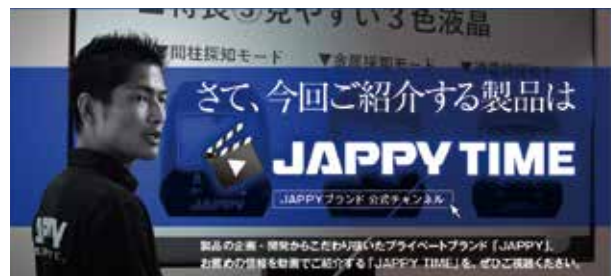 ■特長③見やすい3色液晶
▼間柱探知モード ▼金属探知モード
さて、今回ご紹介する製品は
JAPPY TIME
JAPPYブランド 公式チャンネル
JAPPY
製品の企画・開発からこだわり抜いたプライベートブランド「JAPPY」。
お薦めの情報を動画でご紹介する「JAPPY TIME」を、ぜひご視聴ください。